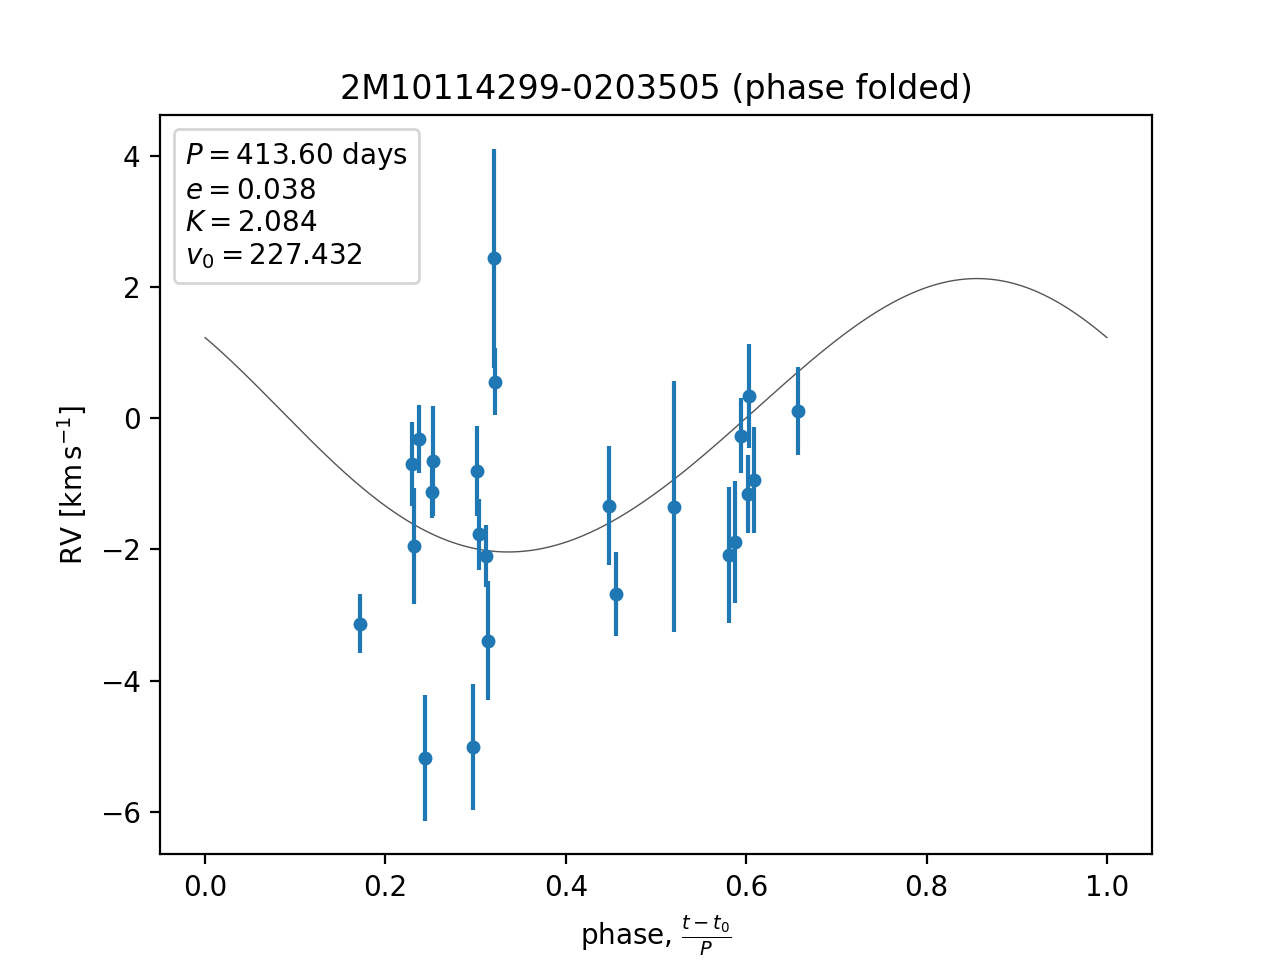 2M10114299-0203505 (phase folded)
P = 413.60 days
e = 0.038
K = 2.084
v₀ = 227.432
4
2
0
−2
−4
−6
RV [km s⁻¹]
0.0 0.2 0.4 0.6 0.8 1.0
phase, (t − t₀)/P